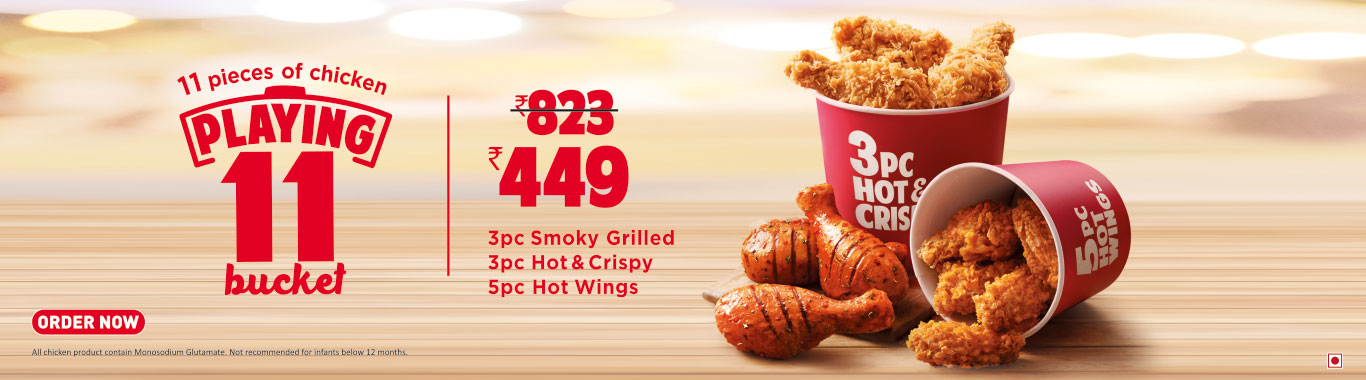 11 pieces of chicken
PLAYING
11
bucket
₹823
₹449
3pc Smoky Grilled
3pc Hot & Crispy
5pc Hot Wings
3PC
HOT &
CRIS
5PC
HOT
WINGS
ORDER NOW
All chicken product contain Monosodium Glutamate. Not recommended for infants below 12 months.